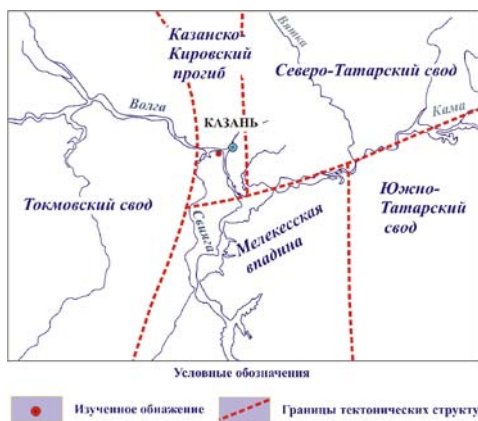 Казанско-
Кировский
прогиб
Вятка
Северо-Татарский свод
Волга
КАЗАНЬ
Кама
Токмовский свод
Свияга
Мелекесская
впадина
Южно-
Татарский
свод
Условные обозначения
Изученное обнажение
Границы тектонических структу